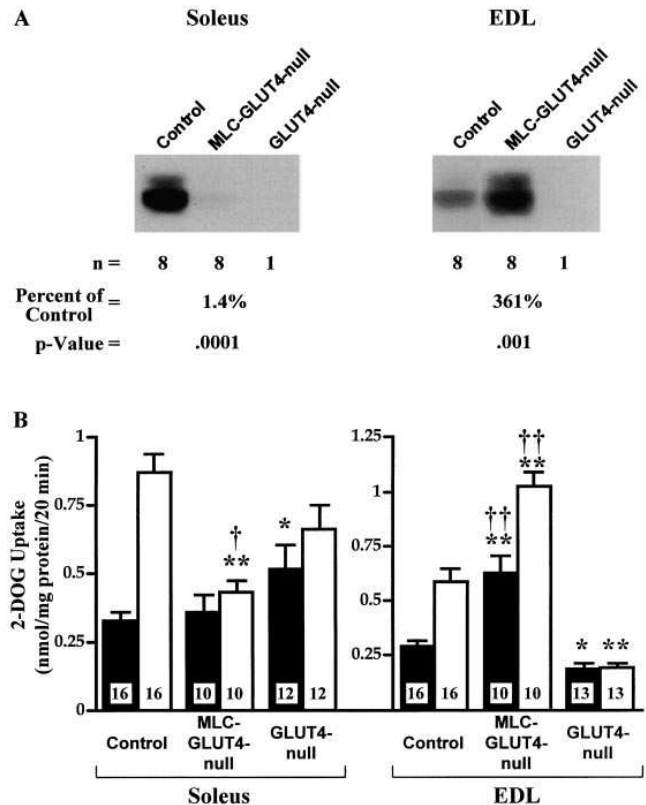 A Soleus EDL
Control MLC-GLUT4-null GLUT4-null Control MLC-GLUT4-null GLUT4-null
n = 8 8 1 8 8 1
Percent of
Control = 1.4% 361%
p-Value = .0001 .001
B
2-DOG Uptake
(nmol/mg protein/20 min)
1 1.25
0.75 1
0.5 0.75
0.25 0.5
0 0.25
† ** * †† ** †† ** * **
16 16 10 10 12 12 16 16 10 10 13 13
Control MLC- GLUT4- Control MLC- GLUT4-
GLUT4- null GLUT4- null
null null
Soleus EDL